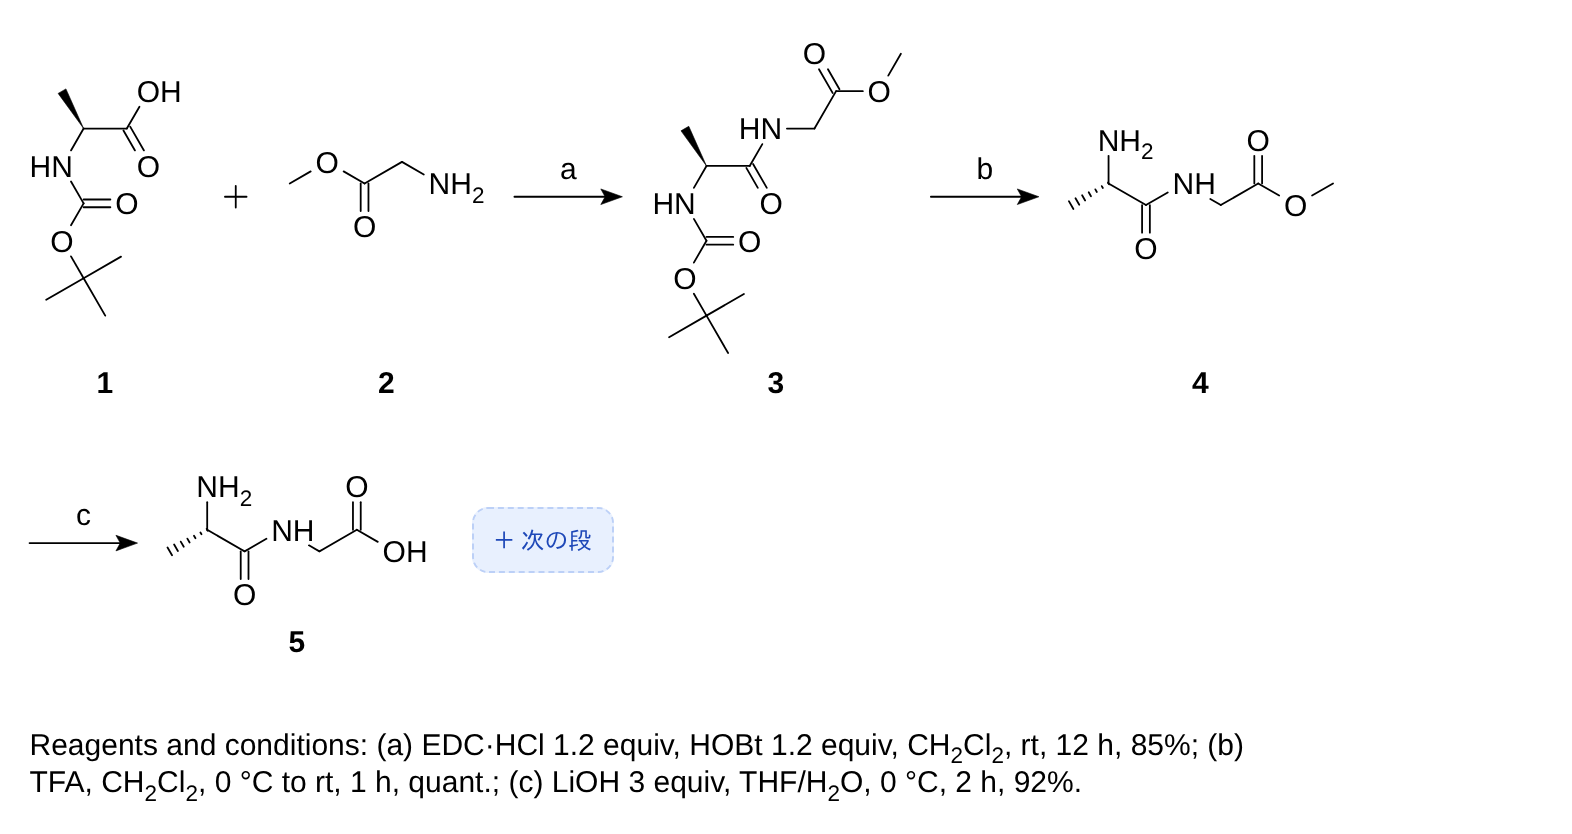 O
OH
O
O
HN
NH₂
O
HN
O
O
NH₂
O
a
HN
O
b
NH
O
O
O
HN
O
O
O
O
O
1
2
3
4
NH₂
O
c
NH
OH
+ 次の段
O
5
Reagents and conditions: (a) EDC·HCl 1.2 equiv, HOBt 1.2 equiv, CH₂Cl₂, rt, 12 h, 85%; (b)
TFA, CH₂Cl₂, 0 °C to rt, 1 h, quant.; (c) LiOH 3 equiv, THF/H₂O, 0 °C, 2 h, 92%.